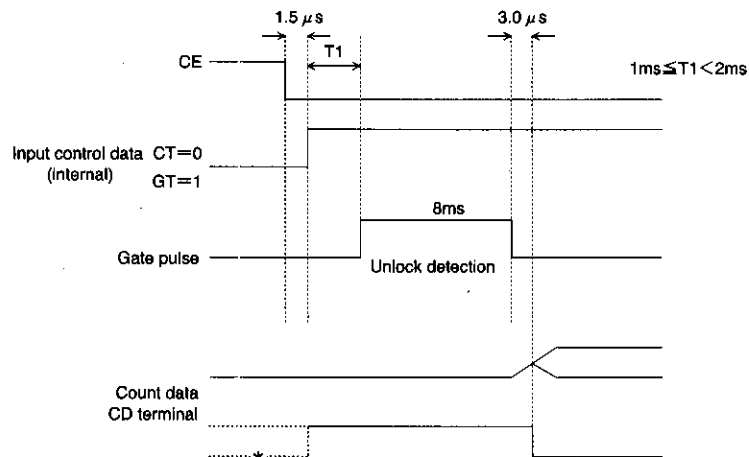 1.5 μs
3.0 μs
T1
CE
1ms≦T1<2ms
Input control data
(internal)
CT=0
GT=1
8ms
Gate pulse
Unlock detection
Count data
CD terminal
*